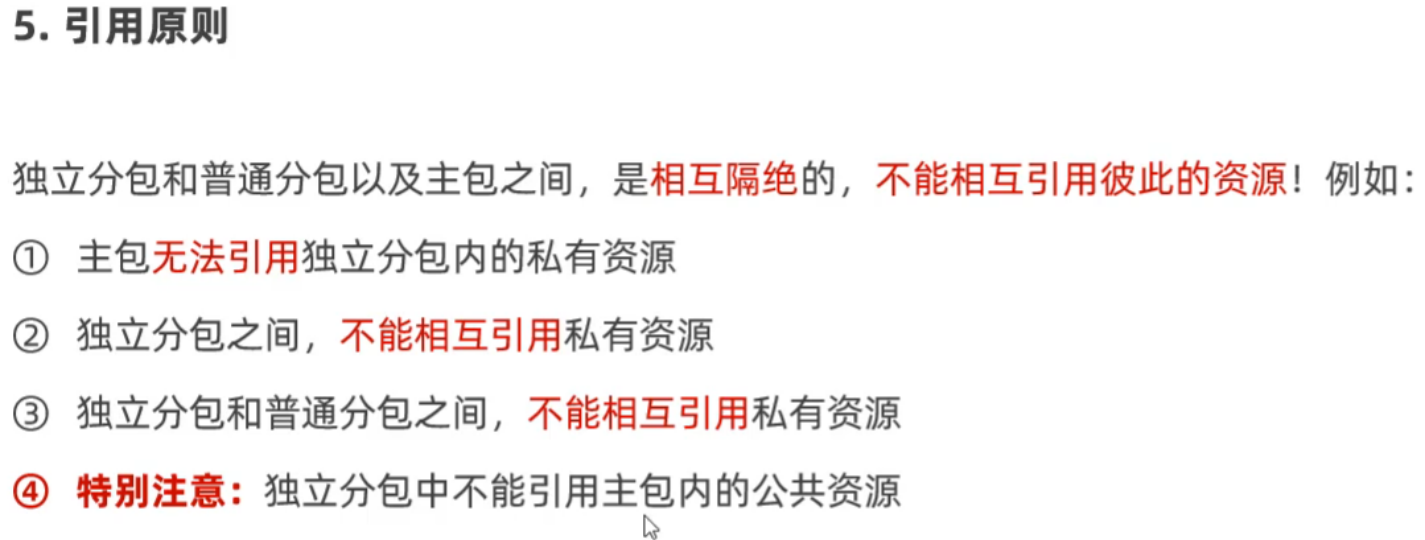 5. 引用原则
独立分包和普通分包以及主包之间，是相互隔绝的，不能相互引用彼此的资源！例如：
① 主包无法引用独立分包内的私有资源
② 独立分包之间，不能相互引用私有资源
③ 独立分包和普通分包之间，不能相互引用私有资源
④ 特别注意：独立分包中不能引用主包内的公共资源